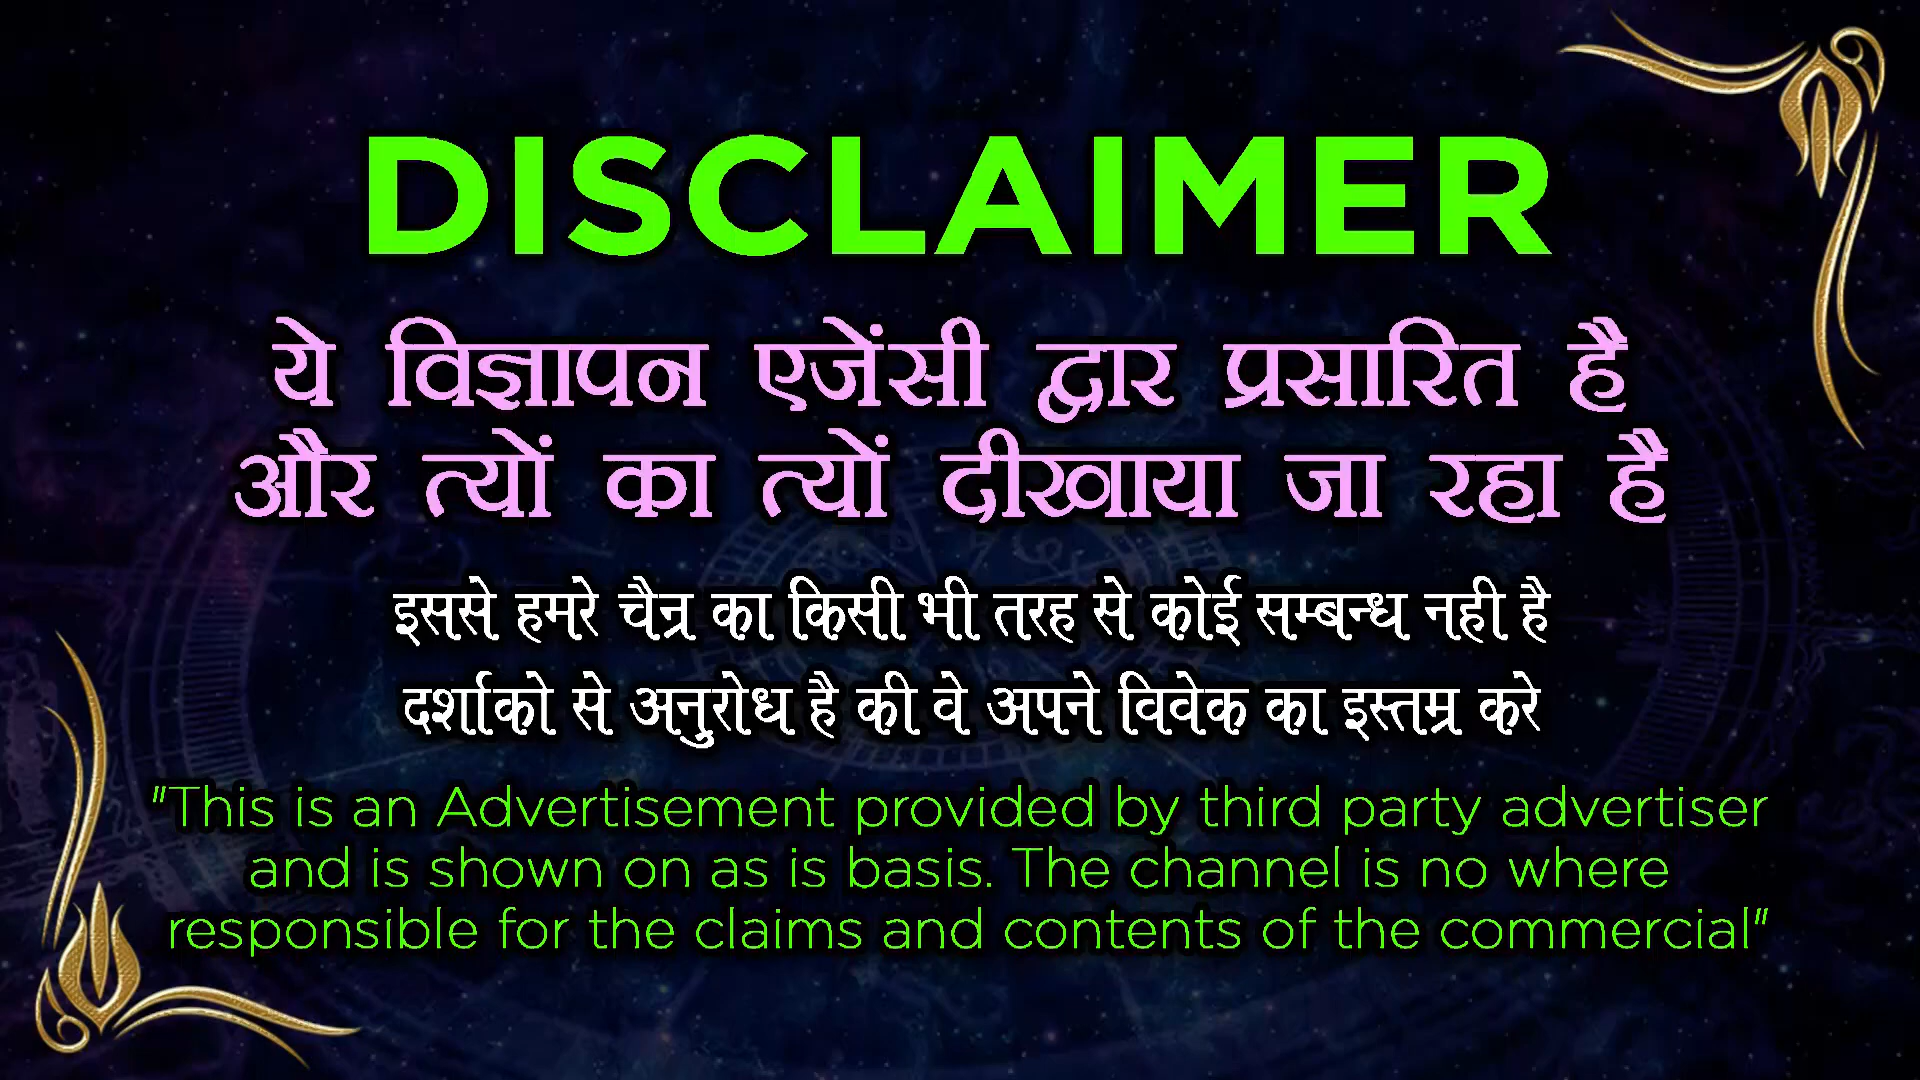 DISCLAIMER
ये विज्ञापन एजेंसी द्वार प्रसारित है
और त्यों का त्यों दीखाया जा रहा है
इससे हमरे चैन्र का किसी भी तरह से कोई सम्बन्ध नही है
दर्शाको से अनुरोध है की वे अपने विवेक का इस्तम्र करे
"This is an Advertisement provided by third party advertiser
and is shown on as is basis. The channel is no where
responsible for the claims and contents of the commercial"